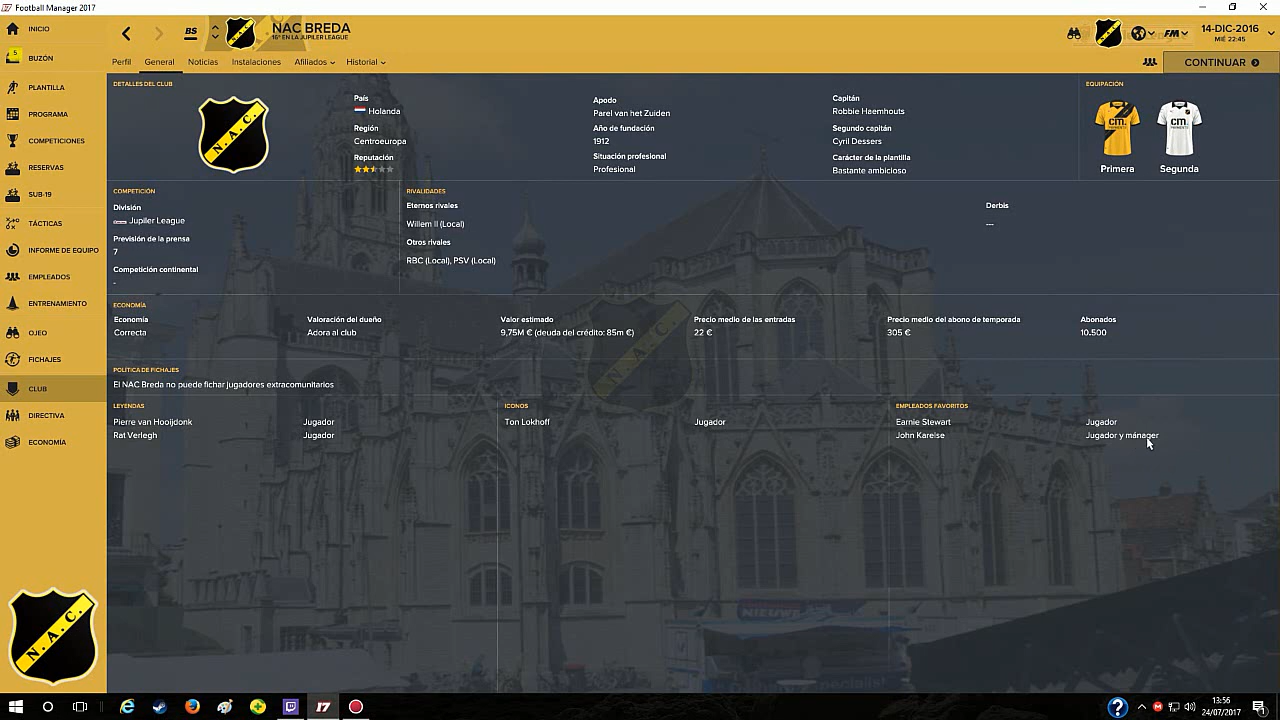 Football Manager 2017
INICIO
5
BUZÓN
PLANTILLA
PROGRAMA
COMPETICIONES
RESERVAS
SUB-19
TÁCTICAS
INFORME DE EQUIPO
EMPLEADOS
ENTRENAMIENTO
OJEO
FICHAJES
CLUB
DIRECTIVA
ECONOMÍA
N.A.C.
BS
NAC BREDA
16º EN LA JUPILER LEAGUE
FM
14-DIC-2016
MIÉ 22:45
Perfil General Noticias Instalaciones Afiliados Historial
CONTINUAR
DETALLES DEL CLUB
N.A.C.
País
Holanda
Región
Centroeuropa
Reputación
Apodo
Parel van het Zuiden
Año de fundación
1912
Situación profesional
Profesional
Capitán
Robbie Haemhouts
Segundo capitán
Cyril Dessers
Carácter de la plantilla
Bastante ambicioso
EQUIPACIÓN
cm. cm.
Primera Segunda
COMPETICIÓN
División
Jupiler League
Previsión de la prensa
7
Competición continental
-
RIVALIDADES
Eternos rivales
Willem II (Local)
Otros rivales
RBC (Local), PSV (Local)
Derbis
---
ECONOMÍA
Economía Valoración del dueño Valor estimado Precio medio de las entradas Precio medio del abono de temporada Abonados
Correcta Adora al club 9,75M € (deuda del crédito: 85m €) 22 € 305 € 10.500
POLÍTICA DE FICHAJES
El NAC Breda no puede fichar jugadores extracomunitarios
LEYENDAS
Pierre van Hooijdonk Jugador
Rat Verlegh Jugador
ICONOS
Ton Lokhoff Jugador
EMPLEADOS FAVORITOS
Earnie Stewart Jugador
John Karelse Jugador y mánager
NIEUW
17
13:56
24/07/2017